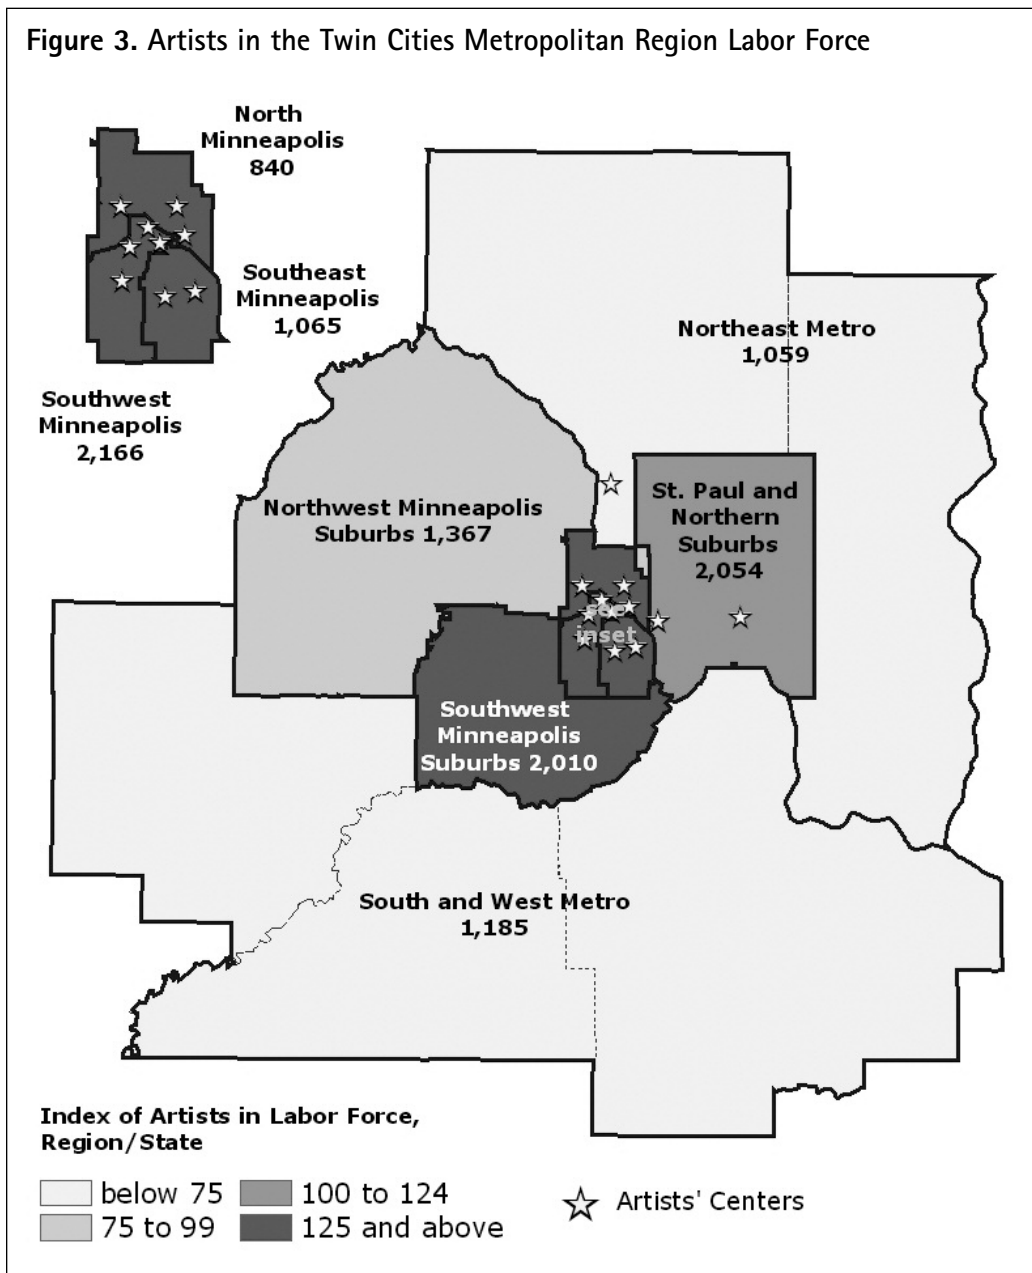 Figure 3. Artists in the Twin Cities Metropolitan Region Labor Force
North
Minneapolis
840
Southeast
Minneapolis
1,065
Southwest
Minneapolis
2,166
Northeast Metro
1,059
Northwest Minneapolis
Suburbs 1,367
St. Paul and
Northern
Suburbs
2,054
see
inset
Southwest
Minneapolis
Suburbs 2,010
South and West Metro
1,185
Index of Artists in Labor Force,
Region/State
below 75
100 to 124
75 to 99
125 and above
Artists' Centers